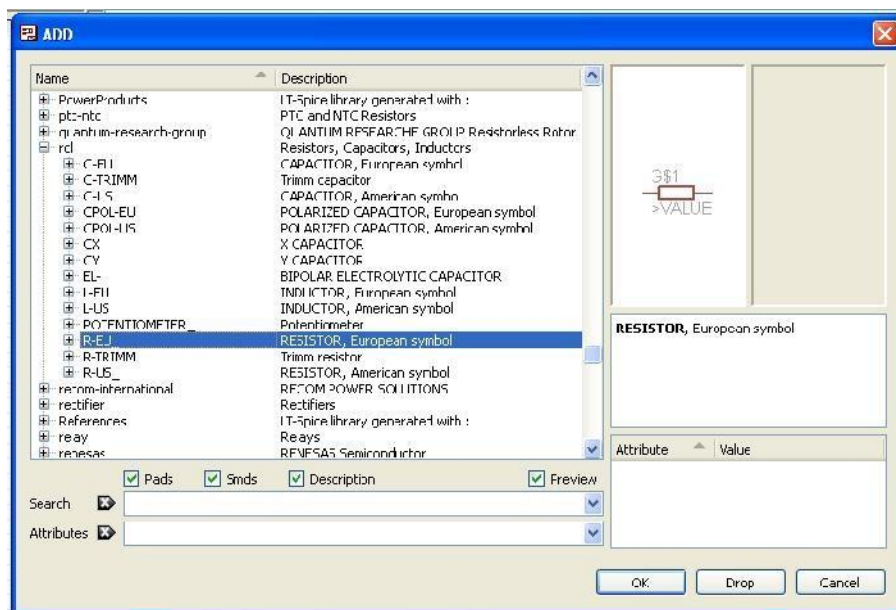 ADD
Name Description
PowerProducts LT-Spice library generated with :
ptc-ntc PTC and NTC Resistors
quantum-research-group QUANTUM RESEARCHE GROUP Resistorless Rotor
rcl Resistors, Capacitors, Inductors
C-EU CAPACITOR, European symbol
C-TRIMM Trimm capacitor
C-US CAPACITOR, American symbo
CPOL-EU POLARIZED CAPACITOR, European symbol
CPOL-US POLARIZED CAPACITOR, American symbol
CX X CAPACITOR
CY Y CAPACITOR
EL- BIPOLAR ELECTROLYTIC CAPACITOR
L-EU INDUCTOR, European symbol
L-US INDUCTOR, American symbol
POTENTIOMETER_ Potentiometer
R-EU_ RESISTOR, European symbol
R-TRIMM Trimm resistor
R-US_ RESISTOR, American symbol
recom-international RECOM POWER SOLUTIONS
rectifier Rectifiers
References LT-Spice library generated with :
relay Relays
renesas RENESAS Semiconductor
G$1
>VALUE
RESISTOR, European symbol
Attribute Value
Pads Smds Description Preview
Search
Attributes
OK Drop Cancel